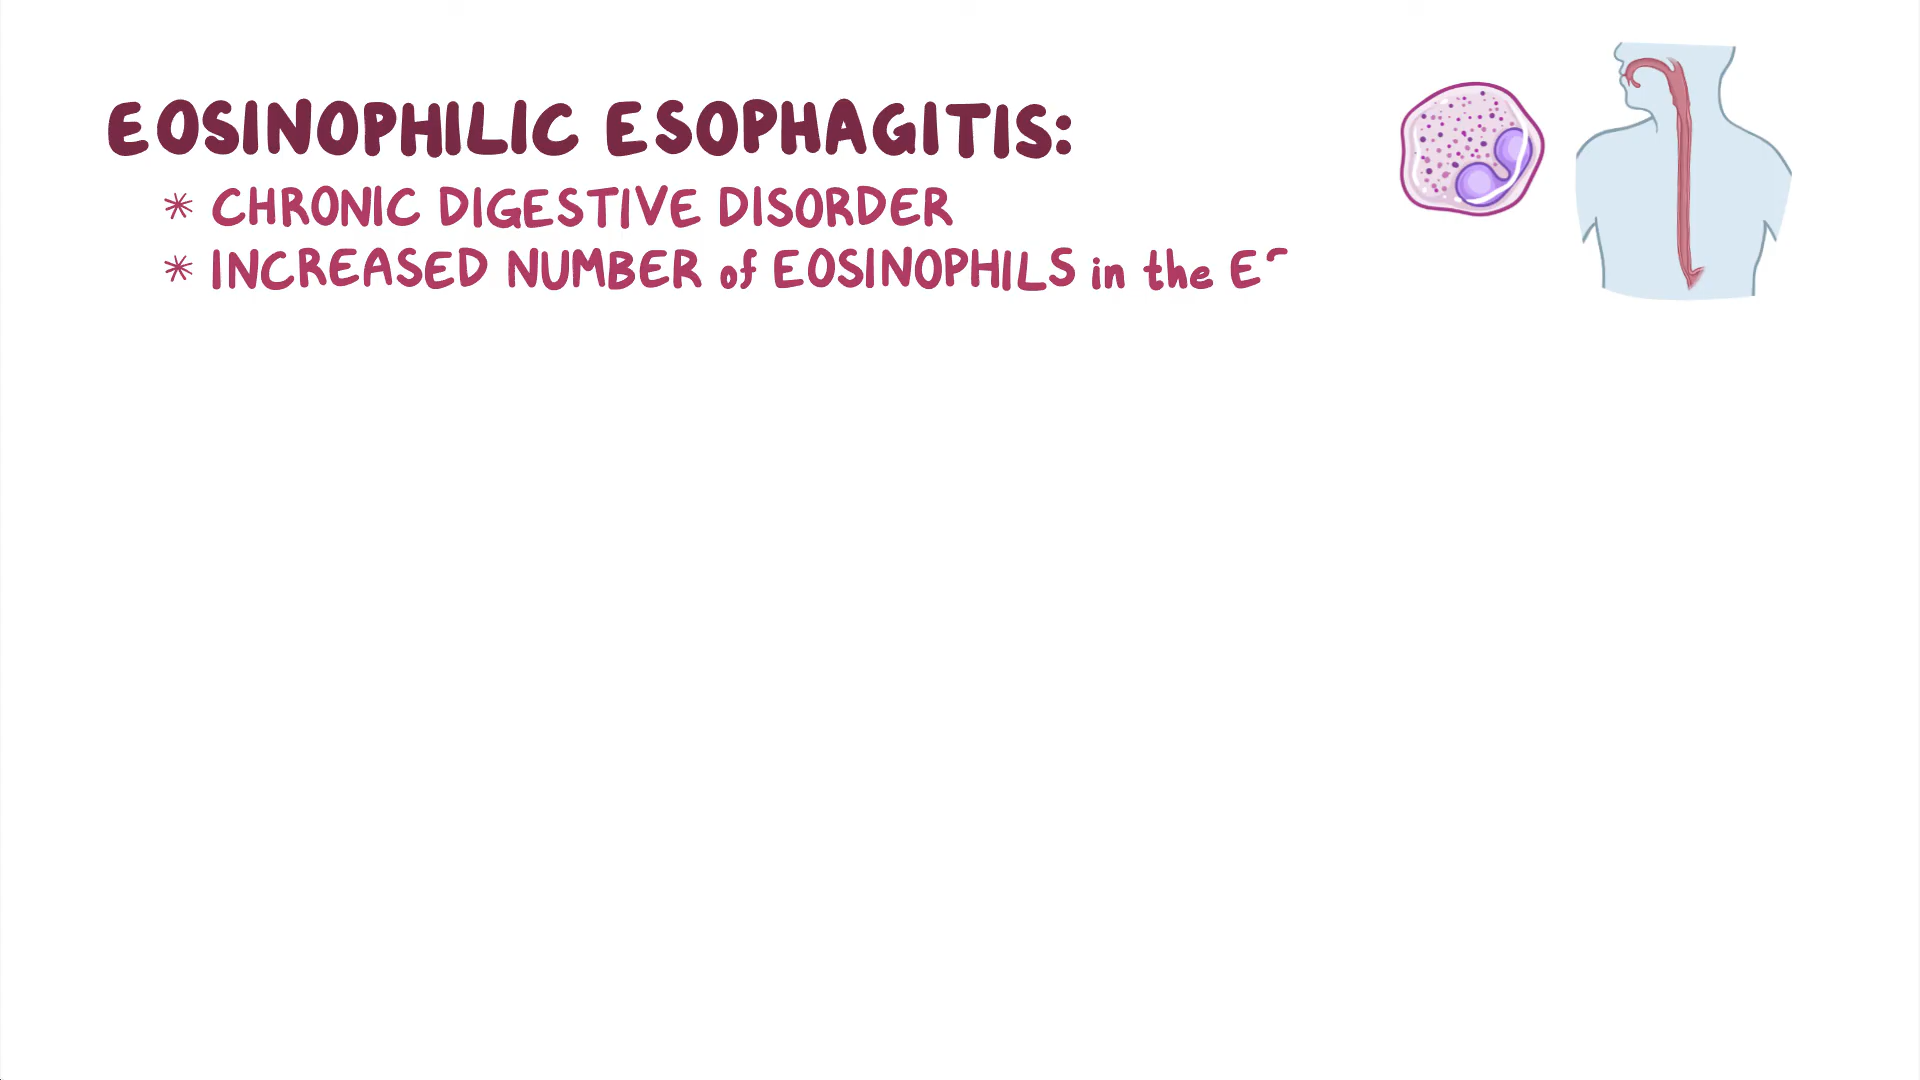 EOSINOPHILIC ESOPHAGITIS:
* CHRONIC DIGESTIVE DISORDER
* INCREASED NUMBER of EOSINOPHILS in the E